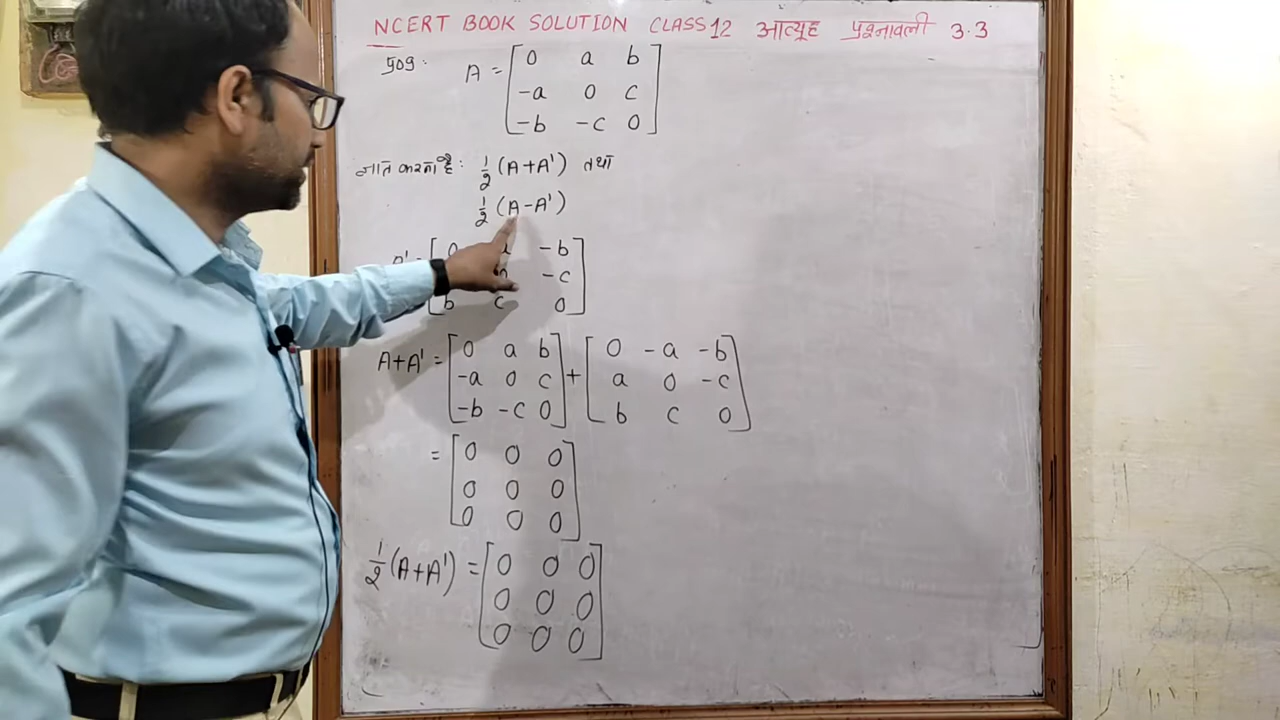 NCERT BOOK SOLUTION CLASS 12 आव्यूह प्रश्नावली 3.3
प्र09:
A = [0 a b
-a 0 c
-b -c 0]
ज्ञात करना है: 1/2 (A+A') तथा
1/2 (A-A')
-b
-c
b c 0]
A+A' = [0 a b
-a 0 c
-b -c 0] + [0 -a -b
a 0 -c
b c 0]
= [0 0 0
0 0 0
0 0 0]
1/2 (A+A') = [0 0 0
0 0 0
0 0 0]